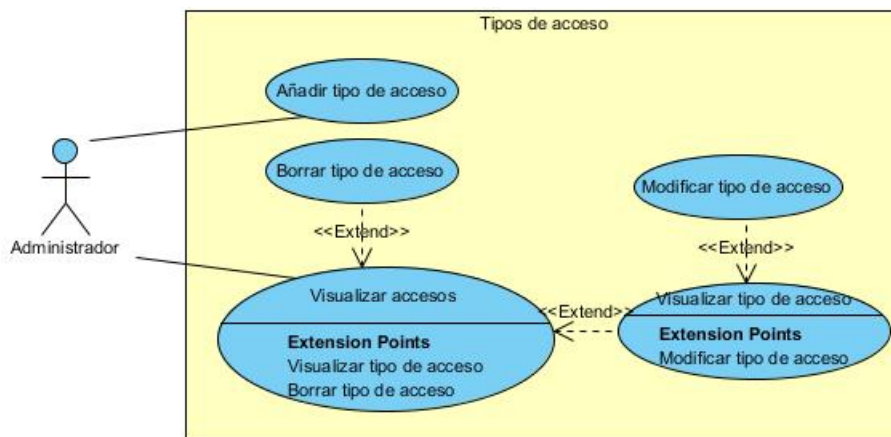 Tipos de acceso
Añadir tipo de acceso
Borrar tipo de acceso
Modificar tipo de acceso
<<Extend>>
<<Extend>>
Administrador
Visualizar accesos
Extension Points
Visualizar tipo de acceso
Borrar tipo de acceso
<<Extend>>
Visualizar tipo de acceso
Extension Points
Modificar tipo de acceso